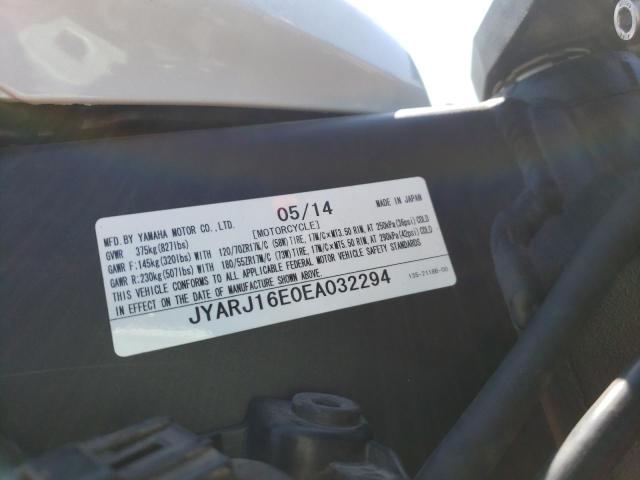 05/14
MFD. BY YAMAHA MOTOR CO.,LTD. [MOTORCYCLE] MADE IN JAPAN
GVWR 375kg(827lbs)
GAWR F:145kg(320lbs)WITH 120/70ZR17M/C (58W)TIRE, 17M/C×MT3.50 RIM, AT 250kPa(36psi)COLD
GAWR R:230kg(507lbs)WITH 180/55ZR17M/C (73W)TIRE, 17M/C×MT5.50 RIM, AT 290kPa(42psi)COLD
THIS VEHICLE CONFORMS TO ALL APPLICABLE FEDERAL MOTOR VEHICLE SAFETY STANDARDS
IN EFFECT ON THE DATE OF MANUFACTURE SHOWN ABOVE.
JYARJ16E0EA032294